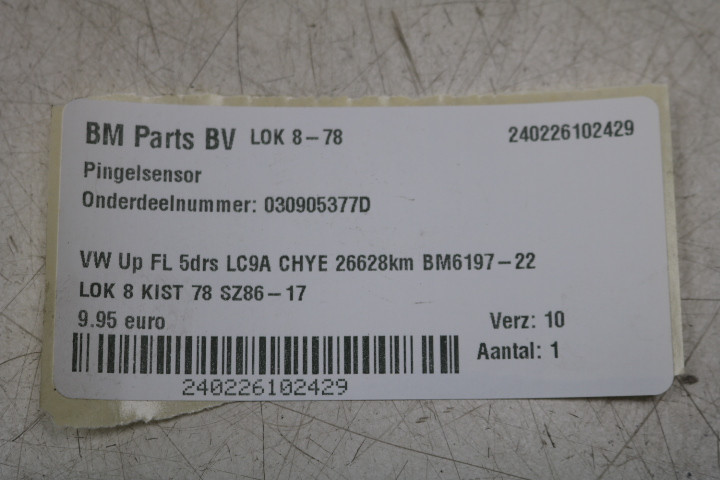 BM Parts BV LOK 8-78 240226102429
Pingelsensor
Onderdeelnummer: 030905377D
VW Up FL 5drs LC9A CHYE 26628km BM6197-22
LOK 8 KIST 78 SZ86-17
9.95 euro Verz: 10
Aantal: 1
240226102429